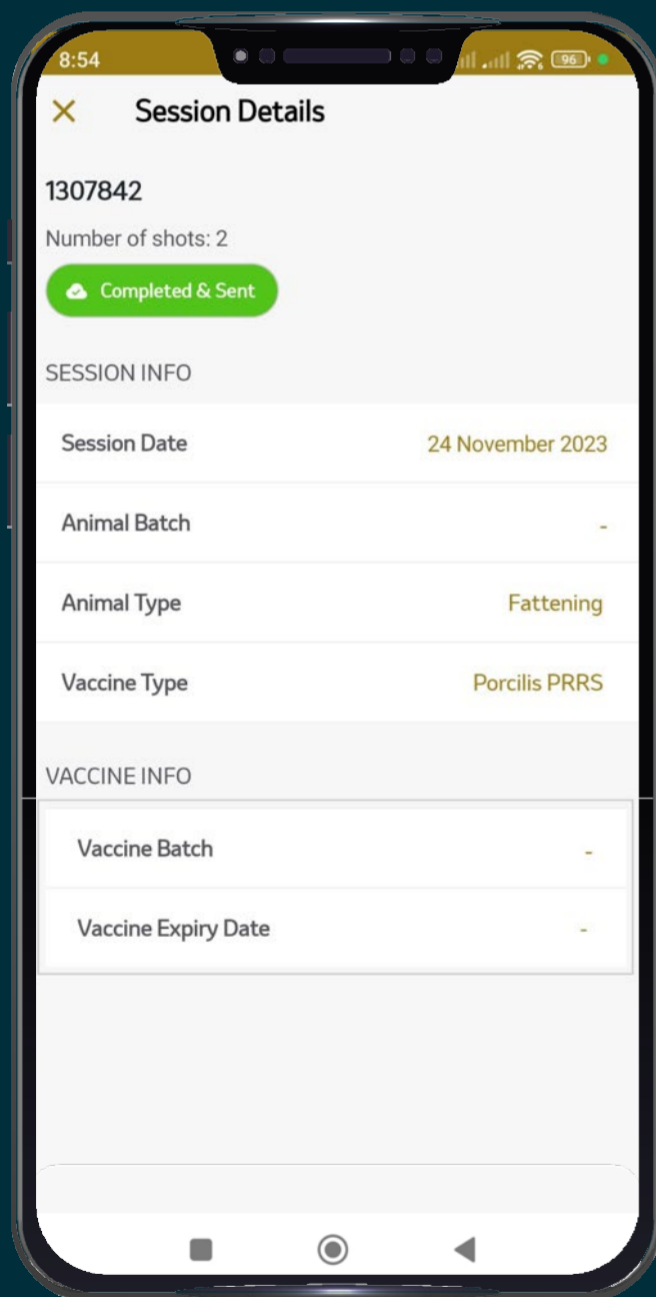 8:54
96
Session Details
1307842
Number of shots: 2
Completed & Sent
SESSION INFO
Session Date 24 November 2023
Animal Batch -
Animal Type Fattening
Vaccine Type Porcilis PRRS
VACCINE INFO
Vaccine Batch -
Vaccine Expiry Date -